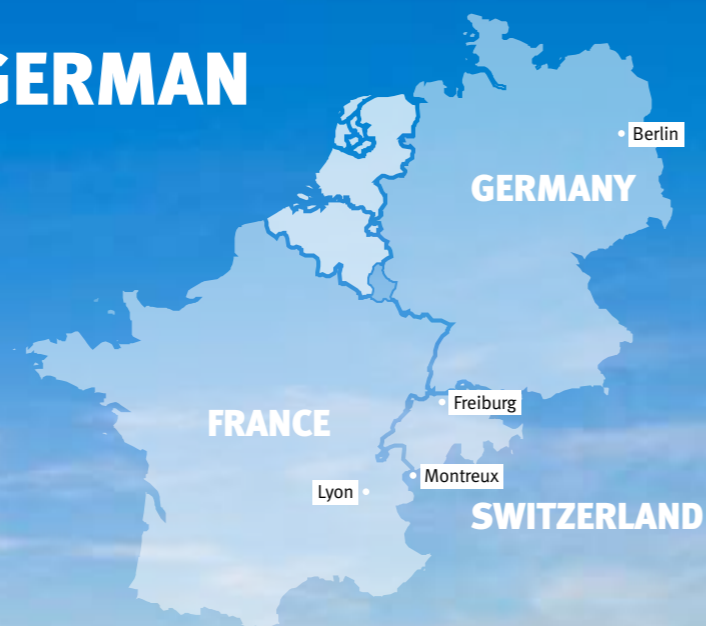 GERMAN
Berlin
GERMANY
Freiburg
FRANCE
Montreux
Lyon
SWITZERLAND